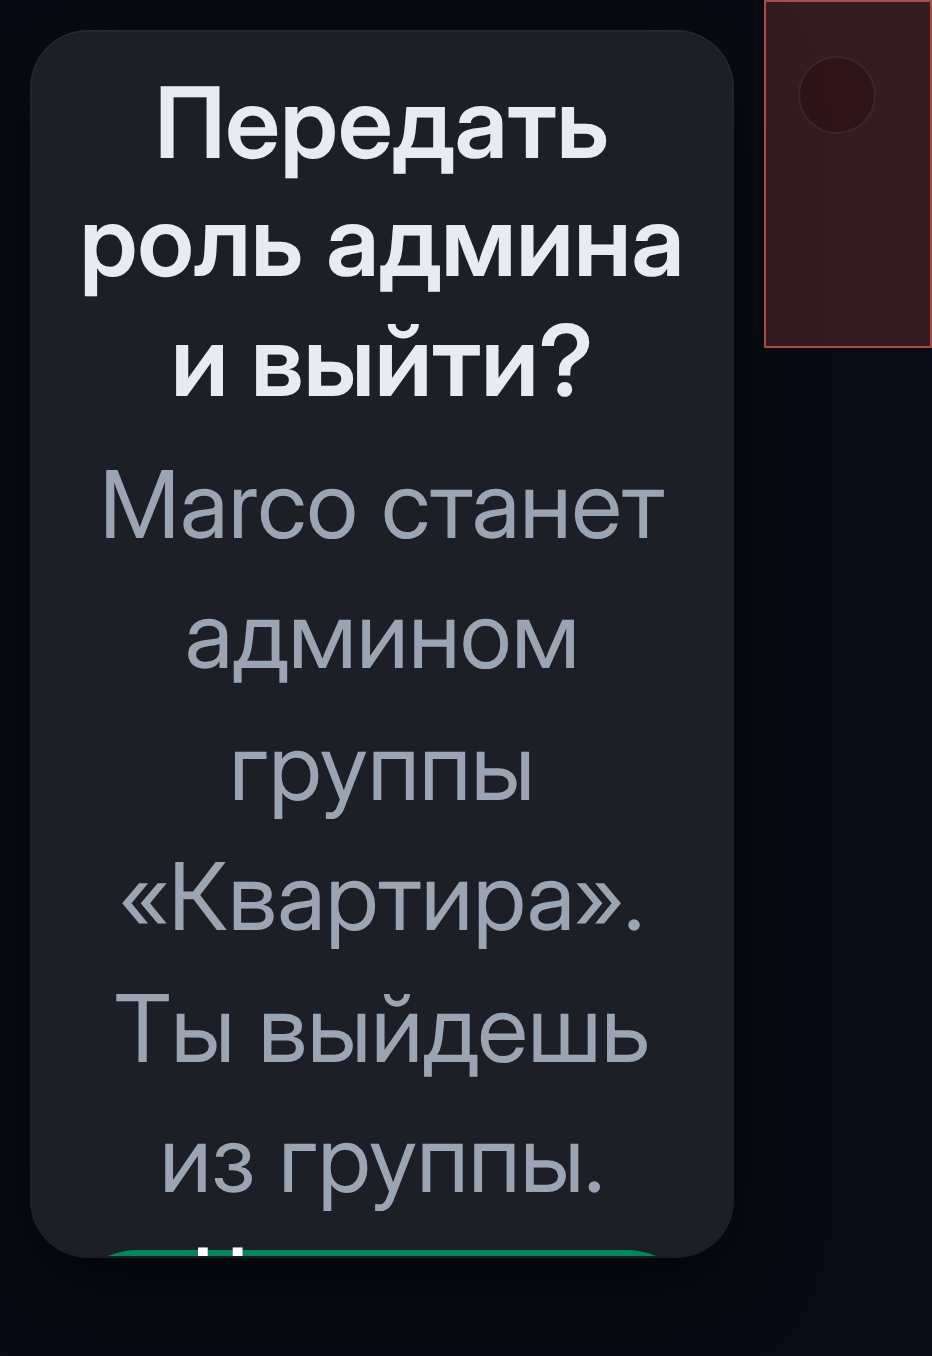 Передать
роль админа
и выйти?
Marco станет
админом
группы
«Квартира».
Ты выйдешь
из группы.